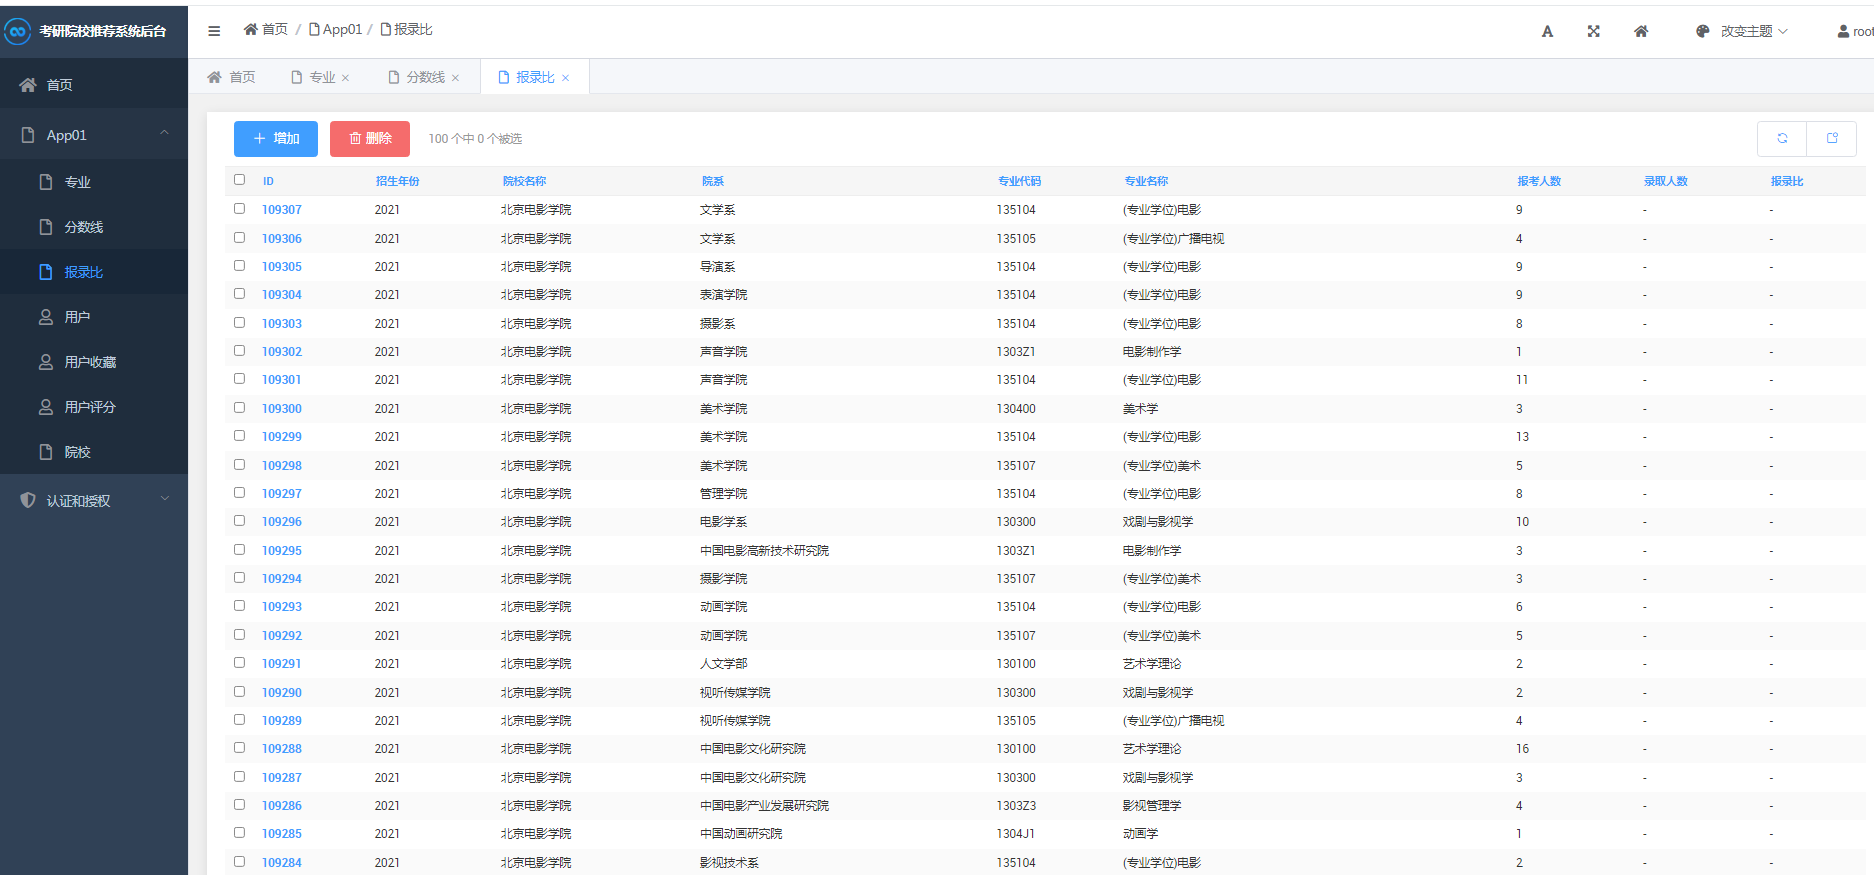 考研院校推荐系统后台
首页 / App01 / 报录比
改变主题
root
首页
专业 ×
分数线 ×
报录比 ×
首页
App01
专业
分数线
报录比
用户
用户收藏
用户评分
院校
认证和授权
+ 增加
删除
100 个中 0 个被选
ID 招生年份 院校名称 院系 专业代码 专业名称 报考人数 录取人数 报录比
109307 2021 北京电影学院 文学系 135104 (专业学位)电影 9 - -
109306 2021 北京电影学院 文学系 135105 (专业学位)广播电视 4 - -
109305 2021 北京电影学院 导演系 135104 (专业学位)电影 9 - -
109304 2021 北京电影学院 表演学院 135104 (专业学位)电影 9 - -
109303 2021 北京电影学院 摄影系 135104 (专业学位)电影 8 - -
109302 2021 北京电影学院 声音学院 1303Z1 电影制作学 1 - -
109301 2021 北京电影学院 声音学院 135104 (专业学位)电影 11 - -
109300 2021 北京电影学院 美术学院 130400 美术学 3 - -
109299 2021 北京电影学院 美术学院 135104 (专业学位)电影 13 - -
109298 2021 北京电影学院 美术学院 135107 (专业学位)美术 5 - -
109297 2021 北京电影学院 管理学院 135104 (专业学位)电影 8 - -
109296 2021 北京电影学院 电影学系 130300 戏剧与影视学 10 - -
109295 2021 北京电影学院 中国电影高新技术研究院 1303Z1 电影制作学 3 - -
109294 2021 北京电影学院 摄影学院 135107 (专业学位)美术 3 - -
109293 2021 北京电影学院 动画学院 135104 (专业学位)电影 6 - -
109292 2021 北京电影学院 动画学院 135107 (专业学位)美术 5 - -
109291 2021 北京电影学院 人文学部 130100 艺术学理论 2 - -
109290 2021 北京电影学院 视听传媒学院 130300 戏剧与影视学 2 - -
109289 2021 北京电影学院 视听传媒学院 135105 (专业学位)广播电视 4 - -
109288 2021 北京电影学院 中国电影文化研究院 130100 艺术学理论 16 - -
109287 2021 北京电影学院 中国电影文化研究院 130300 戏剧与影视学 3 - -
109286 2021 北京电影学院 中国电影产业发展研究院 1303Z3 影视管理学 4 - -
109285 2021 北京电影学院 中国动画研究院 1304J1 动画学 1 - -
109284 2021 北京电影学院 影视技术系 135104 (专业学位)电影 2 - -